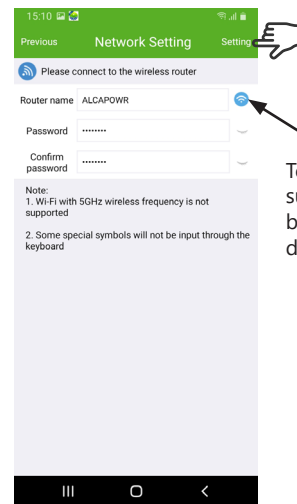 15:10
Previous Network Setting Setting
Please connect to the wireless router
Router name ALCAPOWR
Password ••••••••
Confirm
password ••••••••
Note:
1. Wi-Fi with 5GHz wireless frequency is not
supported
2. Some special symbols will not be input through the
keyboard